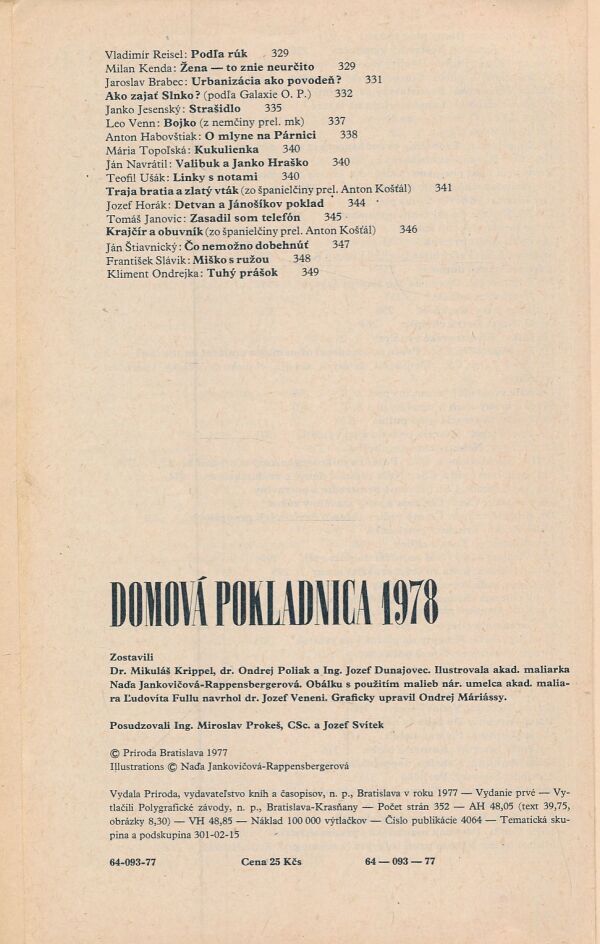 Vladimír Reisel: Podľa rúk 329
Milan Kenda: Žena — to znie neurčito 329
Jaroslav Brabec: Urbanizácia ako povodeň? 331
Ako zajať Slnko? (podľa Galaxie O. P.) 332
Janko Jesenský: Strašidlo 335
Leo Venn: Bojko (z nemčiny prel. mk) 337
Anton Habovštiak: O mlyne na Párnici 338
Mária Topoľská: Kukulienka 340
Ján Navrátil: Valibuk a Janko Hraško 340
Teofil Ušák: Linky s notami 340
Traja bratia a zlatý vták (zo španielčiny prel. Anton Košťál) 341
Jozef Horák: Detvan a Jánošíkov poklad 344
Tomáš Janovic: Zasadil som telefón 345
Krajčír a obuvník (zo španielčiny prel. Anton Košťál) 346
Ján Štiavnický: Čo nemožno dobehnúť 347
František Slávik: Miško s ružou 348
Kliment Ondrejka: Tuhý prášok 349
DOMOVÁ POKLADNICA 1978
Zostavili
Dr. Mikuláš Krippel, dr. Ondrej Poliak a Ing. Jozef Dunajovec. Ilustrovala akad. maliarka
Naďa Jankovičová-Rappensbergerová. Obálku s použitím malieb nár. umelca akad. malia-
ra Ľudovíta Fullu navrhol dr. Jozef Veneni. Graficky upravil Ondrej Máriássy.
Posudzovali Ing. Miroslav Prokeš, CSc. a Jozef Svítek
© Príroda Bratislava 1977
Illustrations © Naďa Jankovičová-Rappensbergerová
Vydala Príroda, vydavateľstvo kníh a časopisov, n. p., Bratislava v roku 1977 — Vydanie prvé — Vy-
tlačili Polygrafické závody, n. p., Bratislava-Krasňany — Počet strán 352 — AH 48,05 (text 39,75,
obrázky 8,30) — VH 48,85 — Náklad 100 000 výtlačkov — Číslo publikácie 4064 — Tematická sku-
pina a podskupina 301-02-15
64-093-77 Cena 25 Kčs 64 — 093 — 77